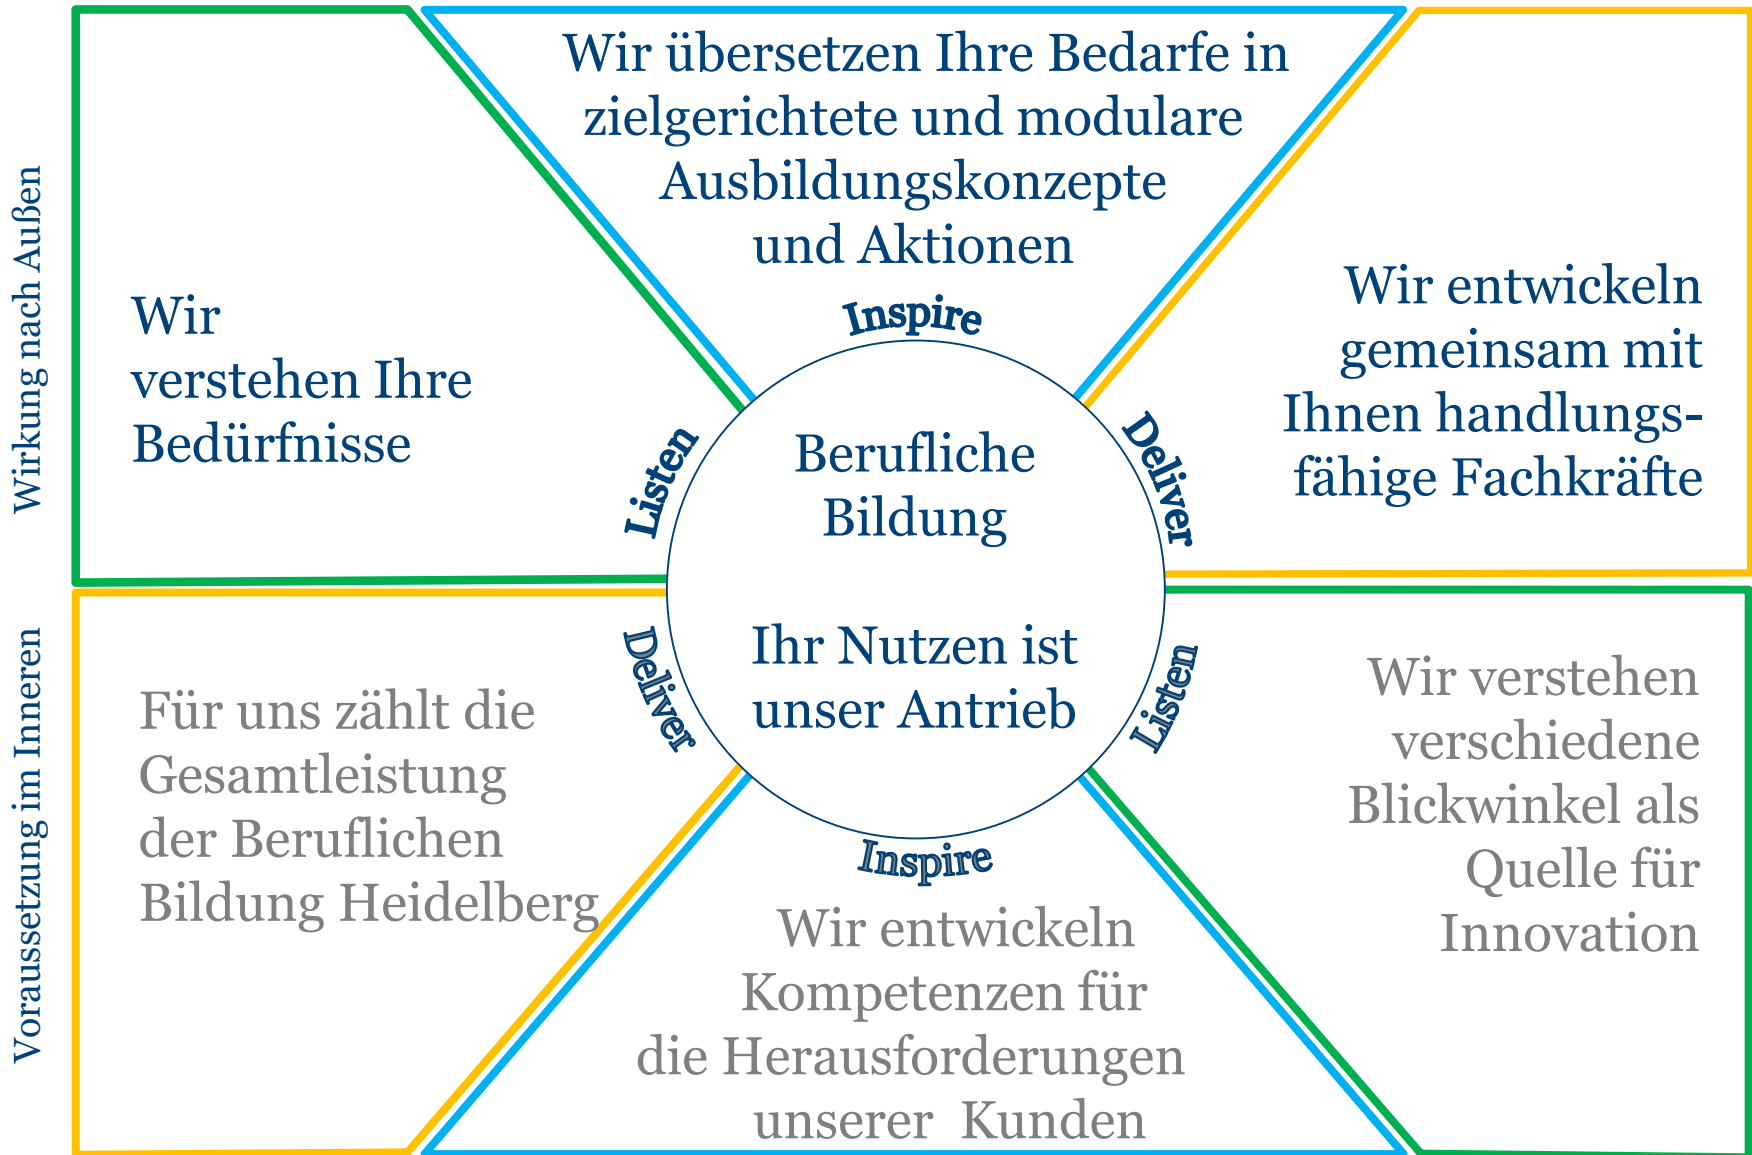 Wirkung nach Außen
Wir
verstehen Ihre
Bedürfnisse
Listen
Wir übersetzen Ihre Bedarfe in
zielgerichtete und modulare
Ausbildungskonzepte
und Aktionen
Inspire
Wir entwickeln
gemeinsam mit
Ihnen handlungs-
fähige Fachkräfte
Deliver
Berufliche
Bildung
Ihr Nutzen ist
unser Antrieb
Voraussetzung im Inneren
Für uns zählt die
Gesamtleistung
der Beruflichen
Bildung Heidelberg
Deliver
Inspire
Wir entwickeln
Kompetenzen für
die Herausforderungen
unserer  Kunden
Listen
Wir verstehen
verschiedene
Blickwinkel als
Quelle für
Innovation